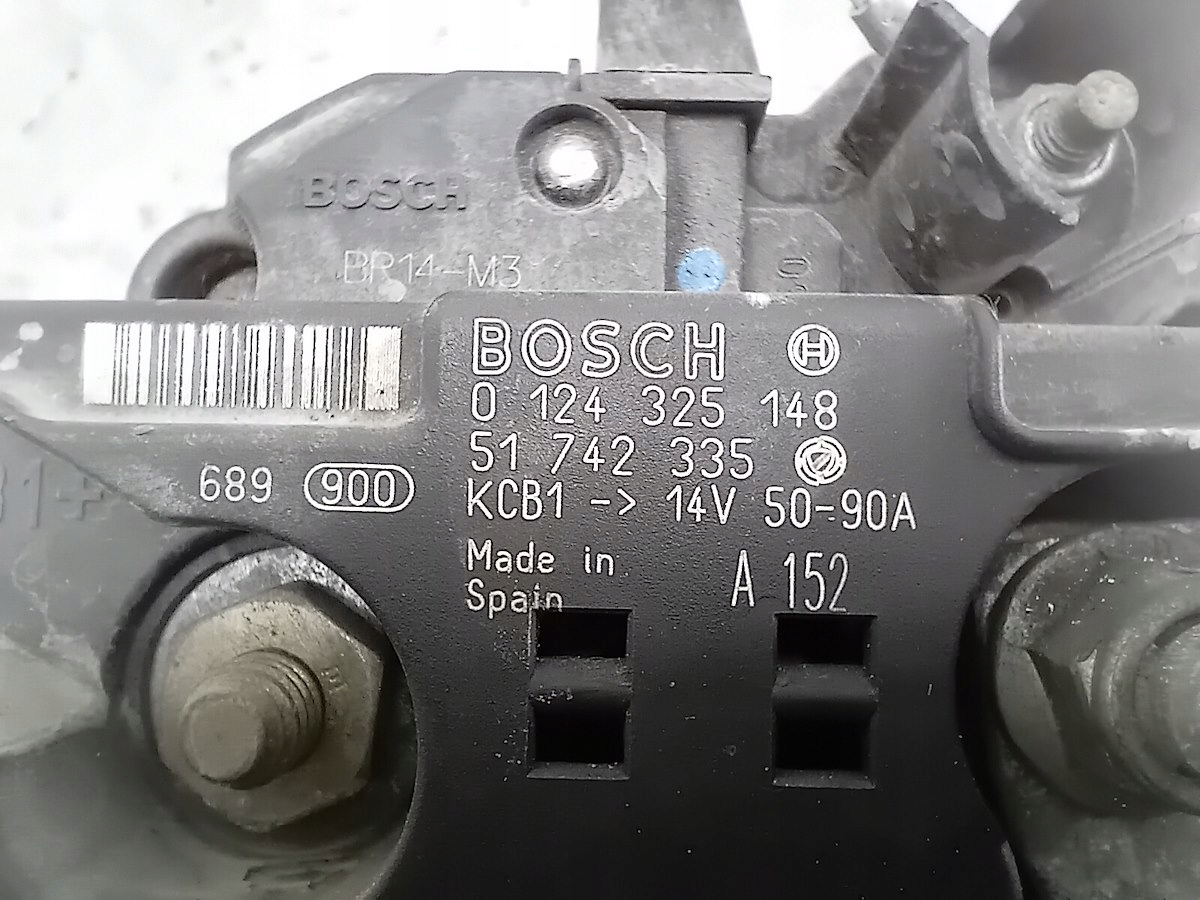 BOSCH
BR14-M3
BOSCH
0 124 325 148
51 742 335
689 900
KCB1 -> 14V 50-90A
Made in
Spain
A 152
B1+